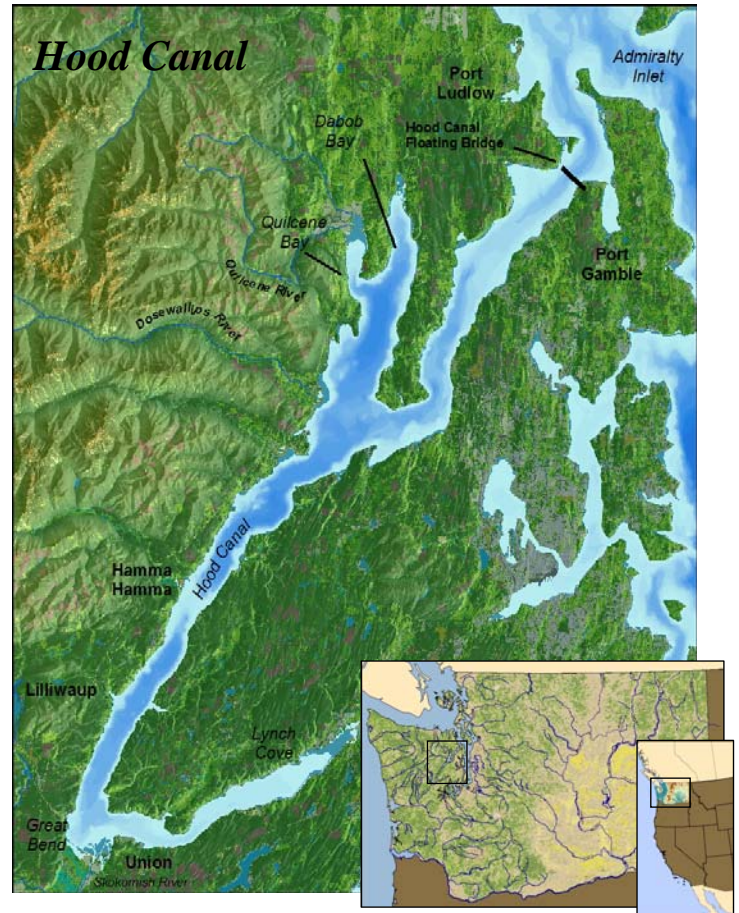 Hood Canal
Admiralty
Inlet
Port
Ludlow
Dabob
Bay
Hood Canal
Floating Bridge
Quilcene
Bay
Port
Gamble
Quilcene River
Dosewallips River
Hood Canal
Hamma
Hamma
Lilliwaup
Lynch
Cove
Great
Bend
Union
Skokomish River